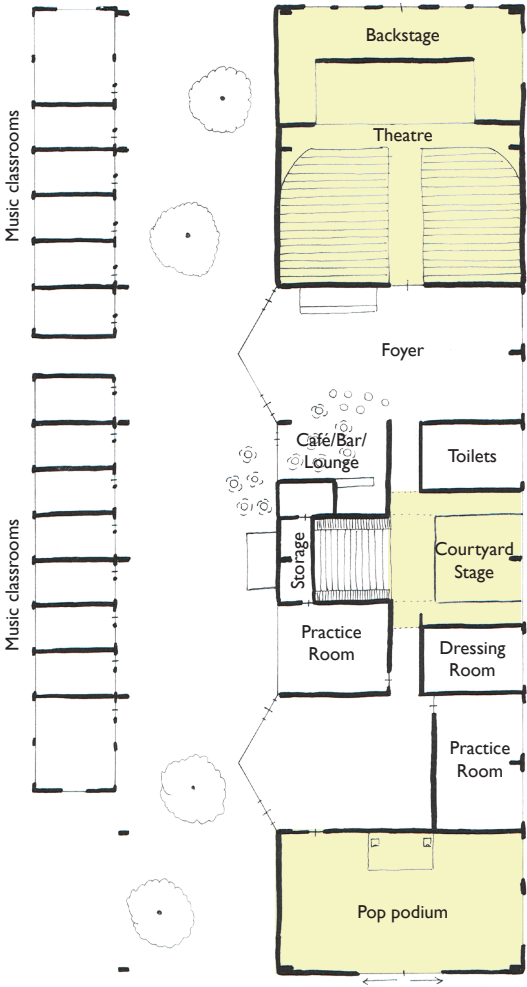 Backstage
Theatre
Music classrooms
Foyer
Café/Bar/
Lounge
Toilets
Storage
Courtyard
Stage
Music classrooms
Practice
Room
Dressing
Room
Practice
Room
Pop podium